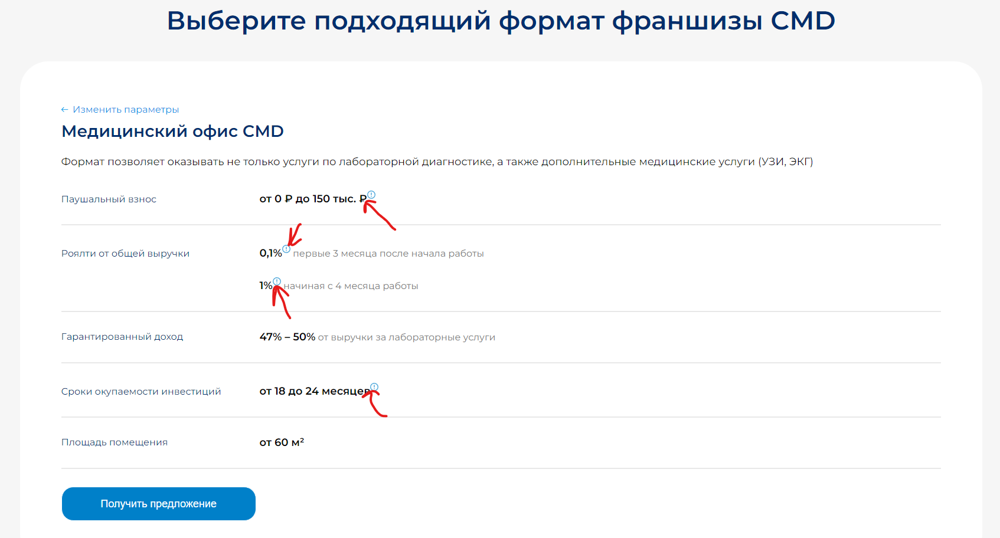 Выберите подходящий формат франшизы CMD
← Изменить параметры
Медицинский офис CMD
Формат позволяет оказывать не только услуги по лабораторной диагностике, а также дополнительные медицинские услуги (УЗИ, ЭКГ)
Паушальный взнос от 0 ₽ до 150 тыс. ₽
Роялти от общей выручки 0,1% первые 3 месяца после начала работы
1% начиная с 4 месяца работы
Гарантированный доход 47% – 50% от выручки за лабораторные услуги
Сроки окупаемости инвестиций от 18 до 24 месяцев
Площадь помещения от 60 м²
Получить предложение